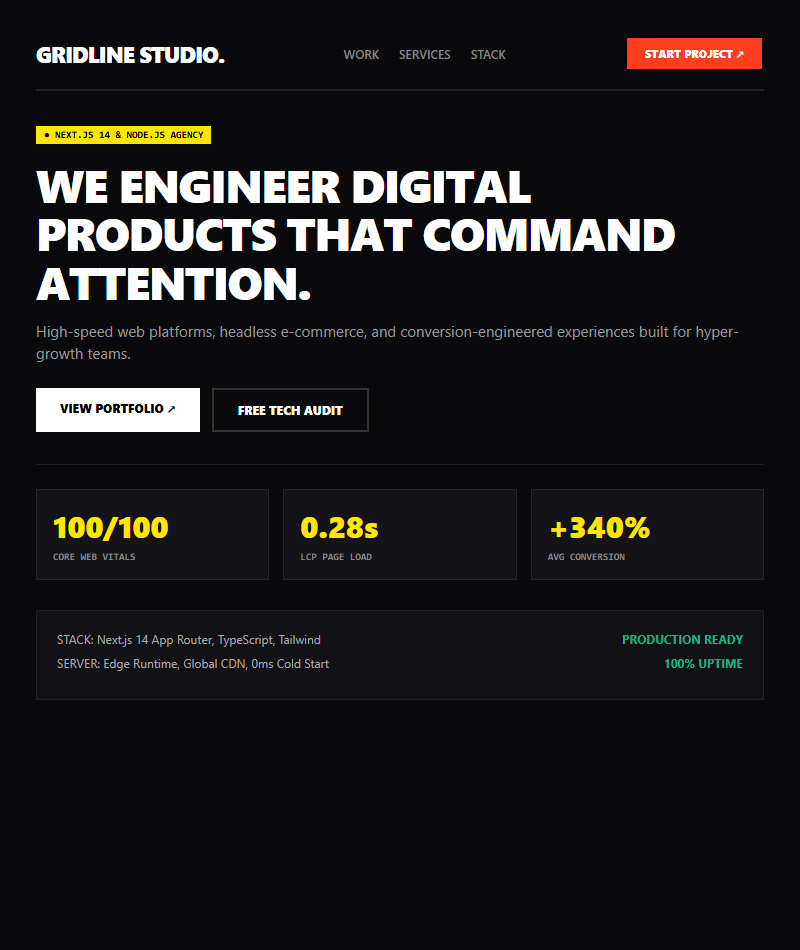 GRIDLINE STUDIO.
WORK SERVICES STACK
START PROJECT ↗
● NEXT.JS 14 & NODE.JS AGENCY
WE ENGINEER DIGITAL
PRODUCTS THAT COMMAND
ATTENTION.
High-speed web platforms, headless e-commerce, and conversion-engineered experiences built for hyper-
growth teams.
VIEW PORTFOLIO ↗
FREE TECH AUDIT
100/100
CORE WEB VITALS
0.28s
LCP PAGE LOAD
+340%
AVG CONVERSION
STACK: Next.js 14 App Router, TypeScript, Tailwind
PRODUCTION READY
SERVER: Edge Runtime, Global CDN, 0ms Cold Start
100% UPTIME